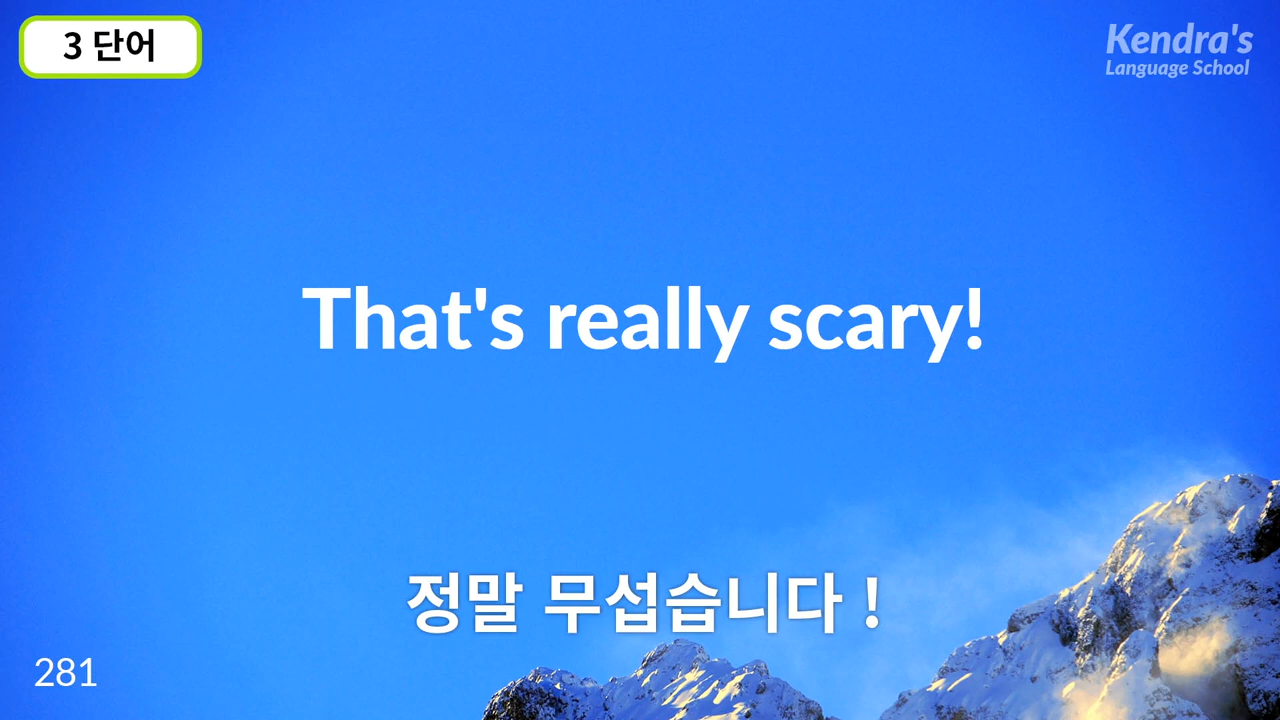 3 단어
Kendra's
Language School
That's really scary!
정말 무섭습니다 !
281